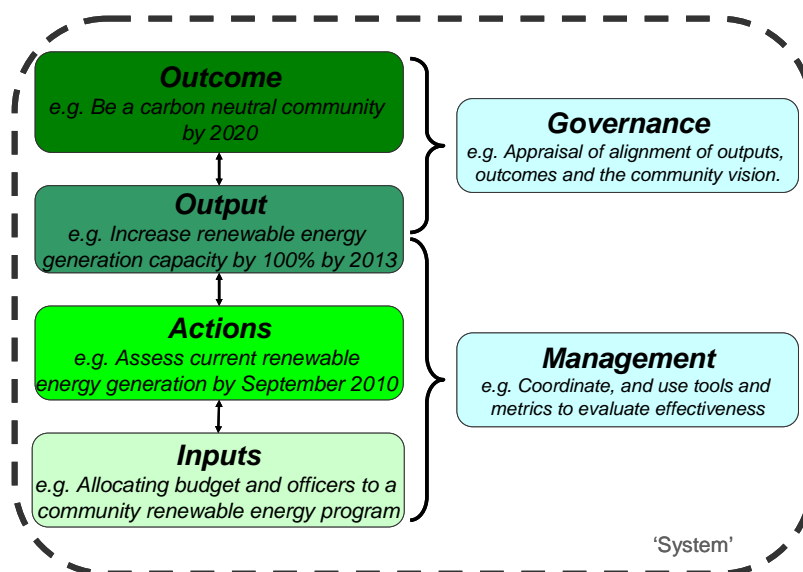 Outcome
e.g. Be a carbon neutral community
by 2020
Output
e.g. Increase renewable energy
generation capacity by 100% by 2013
Actions
e.g. Assess current renewable
energy generation by September 2010
Inputs
e.g. Allocating budget and officers to a
community renewable energy program
Governance
e.g. Appraisal of alignment of outputs,
outcomes and the community vision.
Management
e.g. Coordinate, and use tools and
metrics to evaluate effectiveness
‘System’